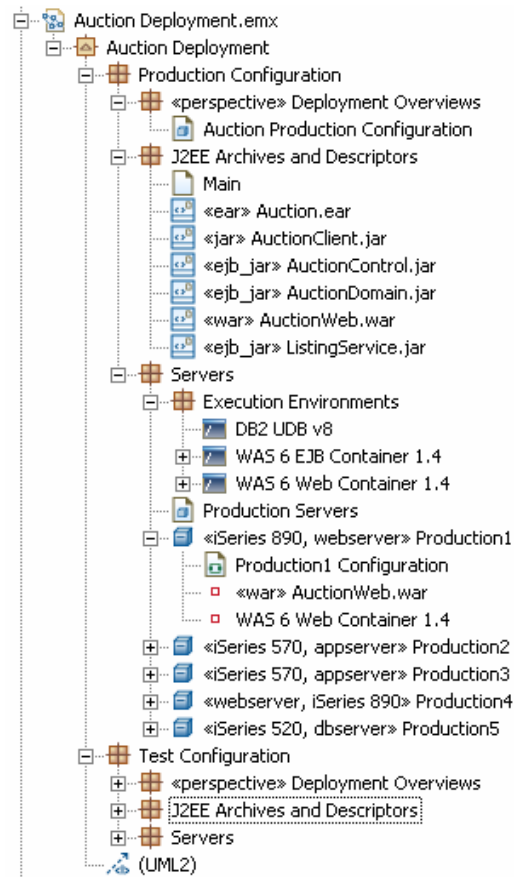 Auction Deployment.emx
Auction Deployment
Production Configuration
«perspective» Deployment Overviews
Auction Production Configuration
J2EE Archives and Descriptors
Main
«ear» Auction.ear
«jar» AuctionClient.jar
«ejb_jar» AuctionControl.jar
«ejb_jar» AuctionDomain.jar
«war» AuctionWeb.war
«ejb_jar» ListingService.jar
Servers
Execution Environments
DB2 UDB v8
WAS 6 EJB Container 1.4
WAS 6 Web Container 1.4
Production Servers
«iSeries 890, webserver» Production1
Production1 Configuration
«war» AuctionWeb.war
WAS 6 Web Container 1.4
«iSeries 570, appserver» Production2
«iSeries 570, appserver» Production3
«webserver, iSeries 890» Production4
«iSeries 520, dbserver» Production5
Test Configuration
«perspective» Deployment Overviews
J2EE Archives and Descriptors
Servers
(UML2)